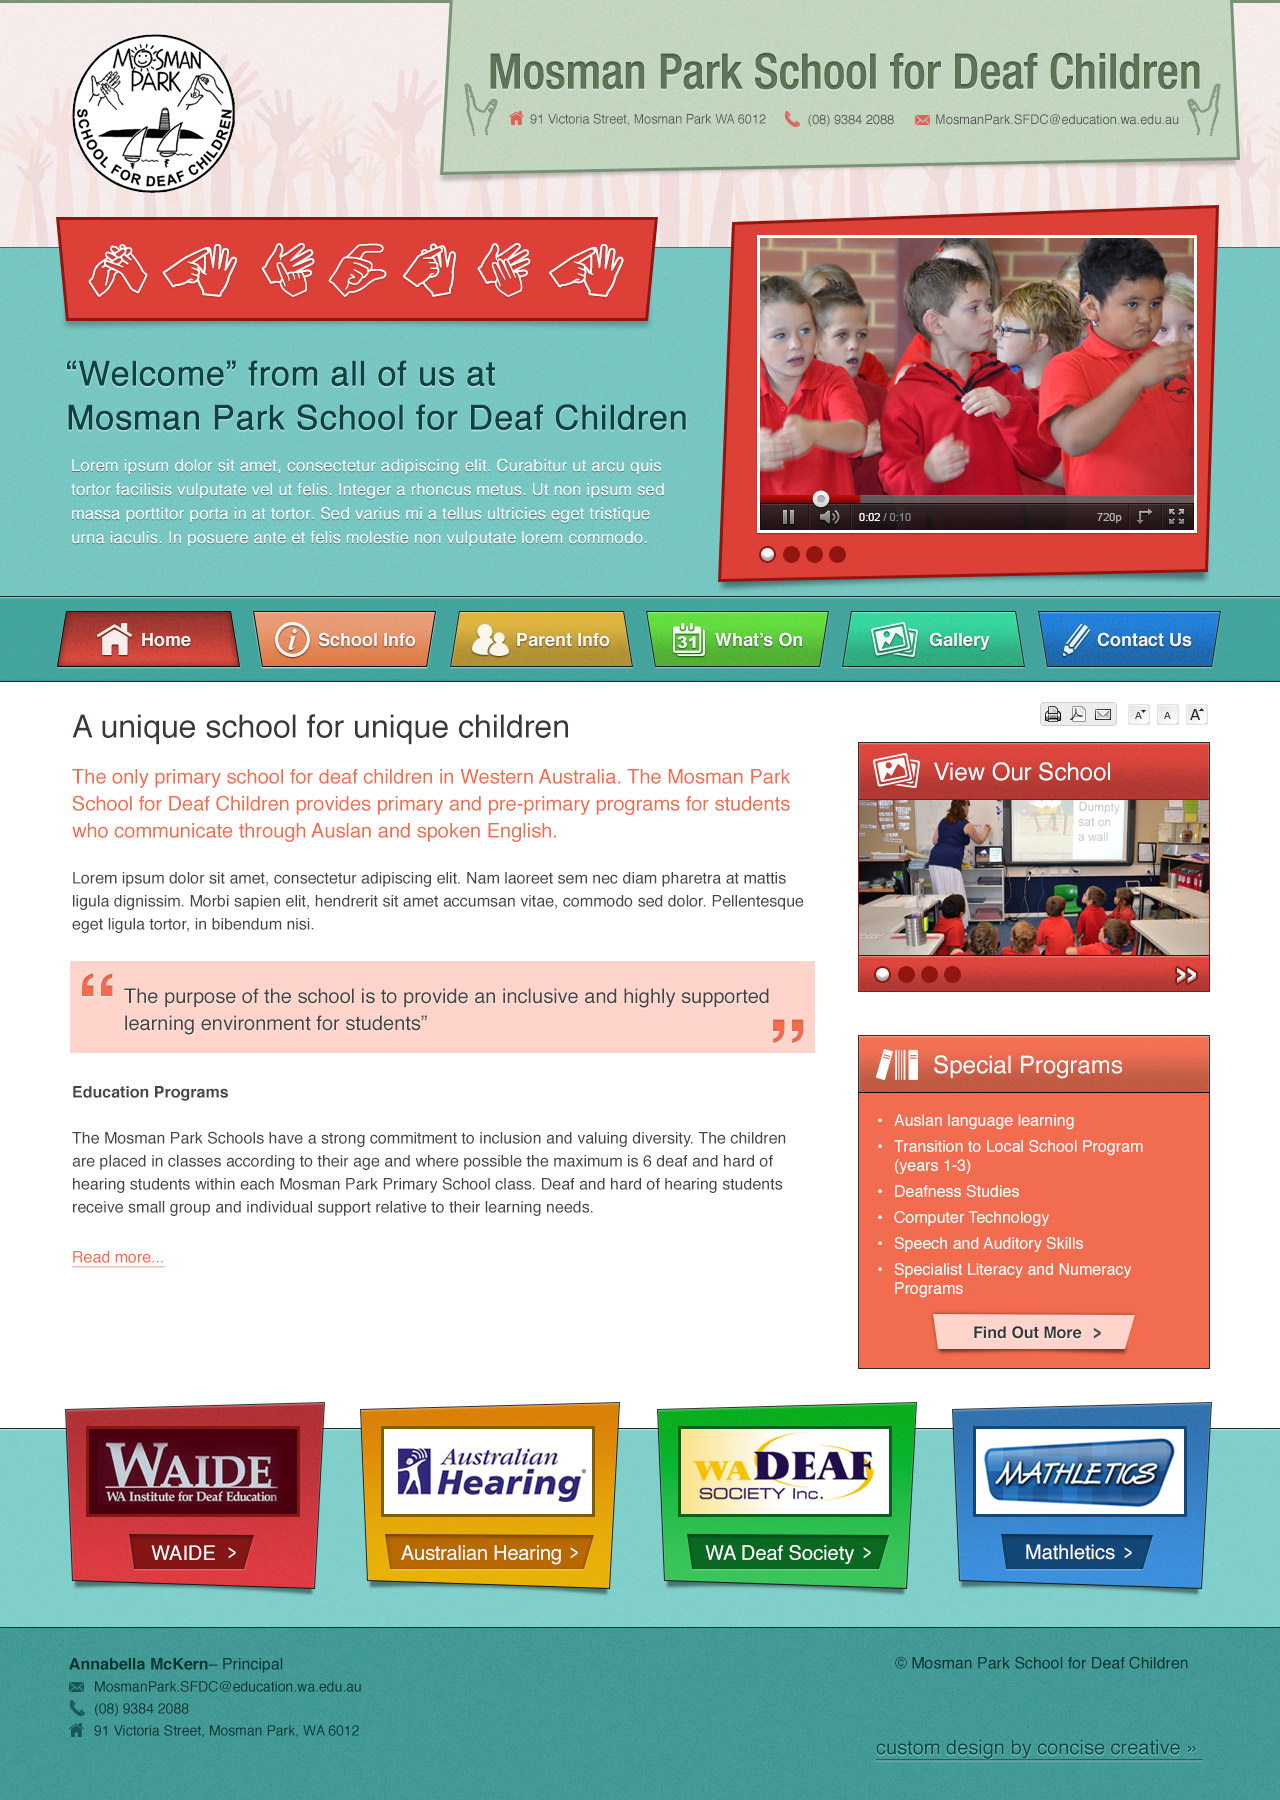 MOSMAN
PARK
SCHOOL FOR DEAF CHILDREN
Mosman Park School for Deaf Children
91 Victoria Street, Mosman Park WA 6012 (08) 9384 2088 MosmanPark.SFDC@education.wa.edu.au
“Welcome” from all of us at
Mosman Park School for Deaf Children
Lorem ipsum dolor sit amet, consectetur adipiscing elit. Curabitur ut arcu quis
tortor facilisis vulputate vel ut felis. Integer a rhoncus metus. Ut non ipsum sed
massa porttitor porta in at tortor. Sed varius mi a tellus ultricies eget tristique
urna iaculis. In posuere ante et felis molestie non vulputate lorem commodo.
0:02 / 0:10 720p
Home School Info Parent Info 31 What's On Gallery Contact Us
A unique school for unique children
The only primary school for deaf children in Western Australia. The Mosman Park
School for Deaf Children provides primary and pre-primary programs for students
who communicate through Auslan and spoken English.
Lorem ipsum dolor sit amet, consectetur adipiscing elit. Nam laoreet sem nec diam pharetra at mattis
ligula dignissim. Morbi sapien elit, hendrerit sit amet accumsan vitae, commodo sed dolor. Pellentesque
eget ligula tortor, in bibendum nisi.
“ The purpose of the school is to provide an inclusive and highly supported
learning environment for students” ”
Education Programs
The Mosman Park Schools have a strong commitment to inclusion and valuing diversity. The children
are placed in classes according to their age and where possible the maximum is 6 deaf and hard of
hearing students within each Mosman Park Primary School class. Deaf and hard of hearing students
receive small group and individual support relative to their learning needs.
Read more...
A A A
View Our School
Dumpty
sat on
a wall
Special Programs
• Auslan language learning
• Transition to Local School Program
(years 1-3)
• Deafness Studies
• Computer Technology
• Speech and Auditory Skills
• Specialist Literacy and Numeracy
Programs
Find Out More >
WAIDE
WA Institute for Deaf Education
WAIDE >
Australian
Hearing
Australian Hearing >
WA DEAF
SOCIETY Inc.
WA Deaf Society >
MATHLETICS
Mathletics >
Annabella McKern– Principal
MosmanPark.SFDC@education.wa.edu.au
(08) 9384 2088
91 Victoria Street, Mosman Park, WA 6012
© Mosman Park School for Deaf Children
custom design by concise creative »